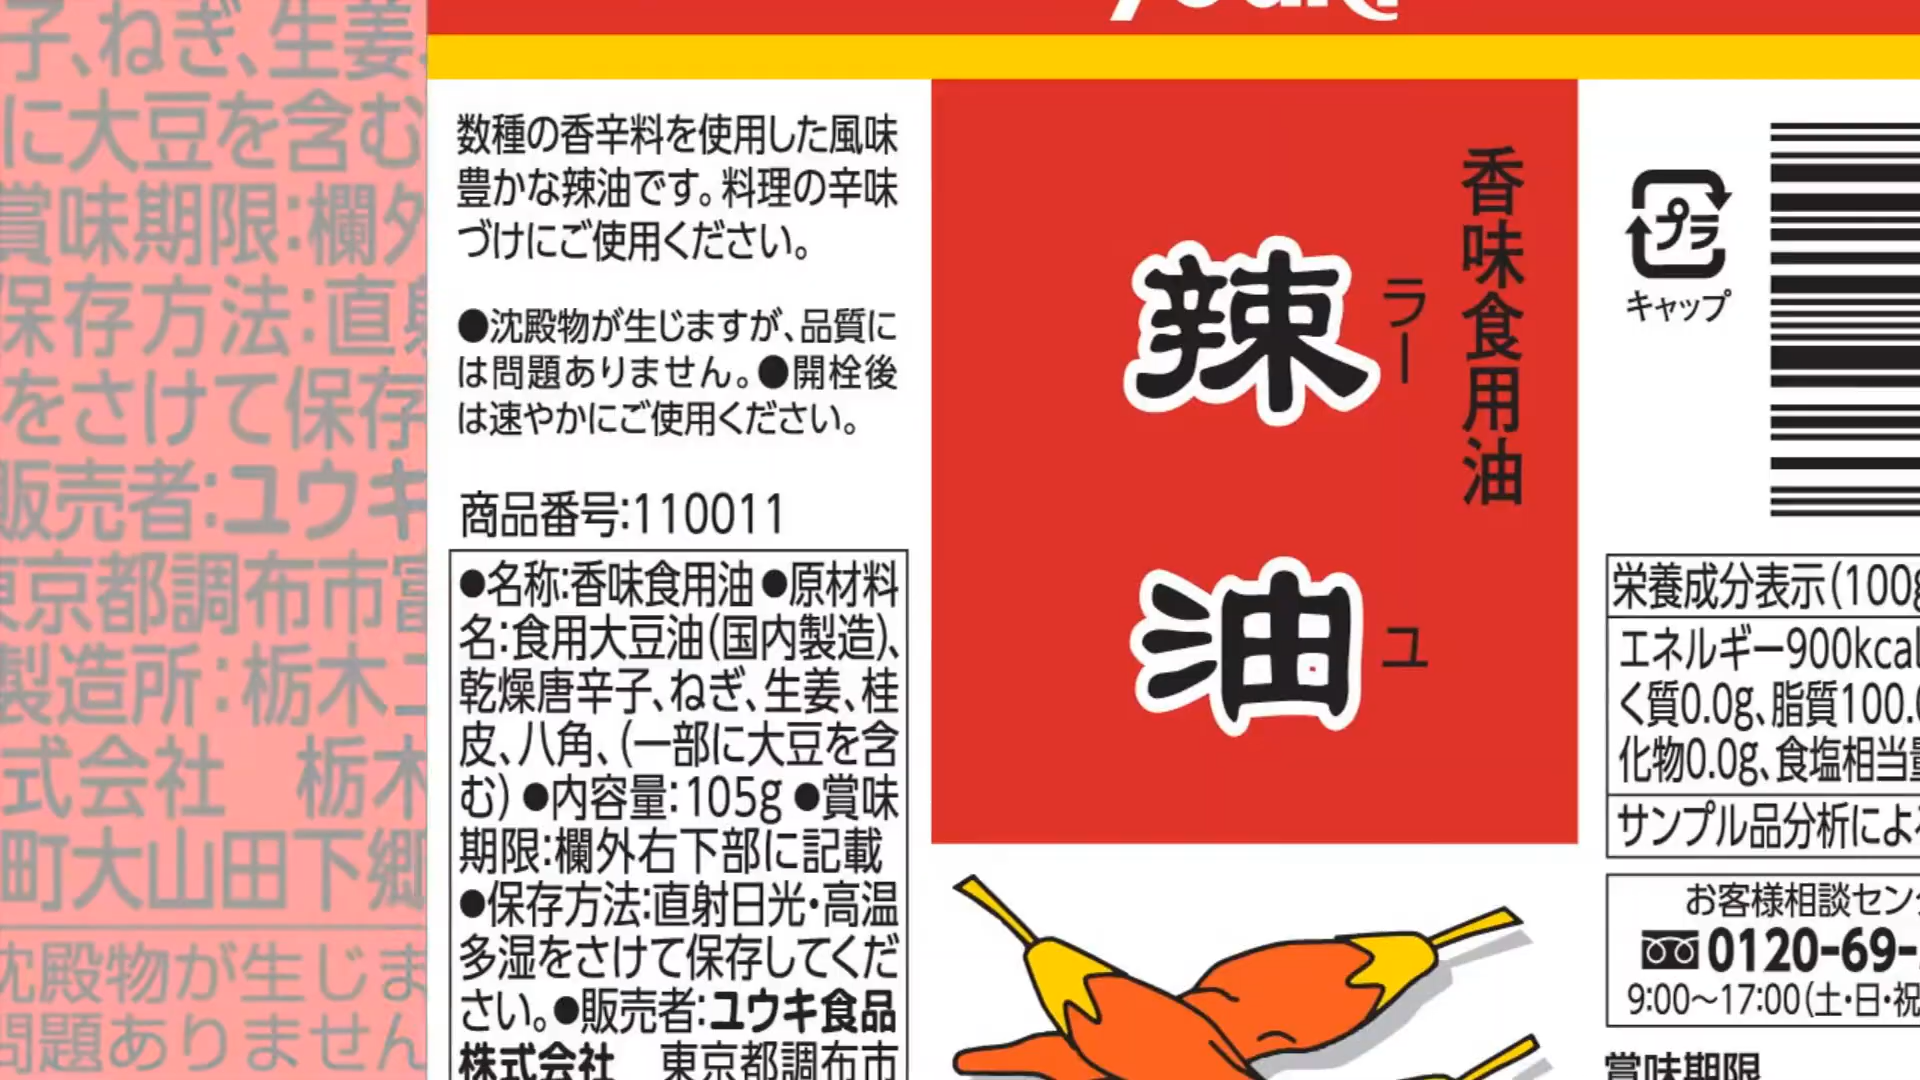 子、ねぎ、生姜、
に大豆を含む
賞味期限:欄外
保存方法:直射
をさけて保存
販売者:ユウキ
東京都調布市富
製造所:栃木ユ
式会社 栃木
町大山田下郷
沈殿物が生じま
問題ありません
youki
数種の香辛料を使用した風味
豊かな辣油です。料理の辛味
づけにご使用ください。
●沈殿物が生じますが、品質に
は問題ありません。●開栓後
は速やかにご使用ください。
商品番号:110011
●名称:香味食用油 ●原材料
名:食用大豆油(国内製造)、
乾燥唐辛子、ねぎ、生姜、桂
皮、八角、(一部に大豆を含
む) ●内容量:105g ●賞味
期限:欄外右下部に記載
●保存方法:直射日光・高温
多湿をさけて保存してくだ
さい。●販売者:ユウキ食品
株式会社 東京都調布市
香味食用油
辣油
ラー
ユ
プラ
キャップ
栄養成分表示(100g
エネルギー900kcal
く質0.0g、脂質100.0
化物0.0g、食塩相当量
サンプル品分析によ
お客様相談セン
0120-69-
9:00〜17:00(土・日・祝
賞味期限